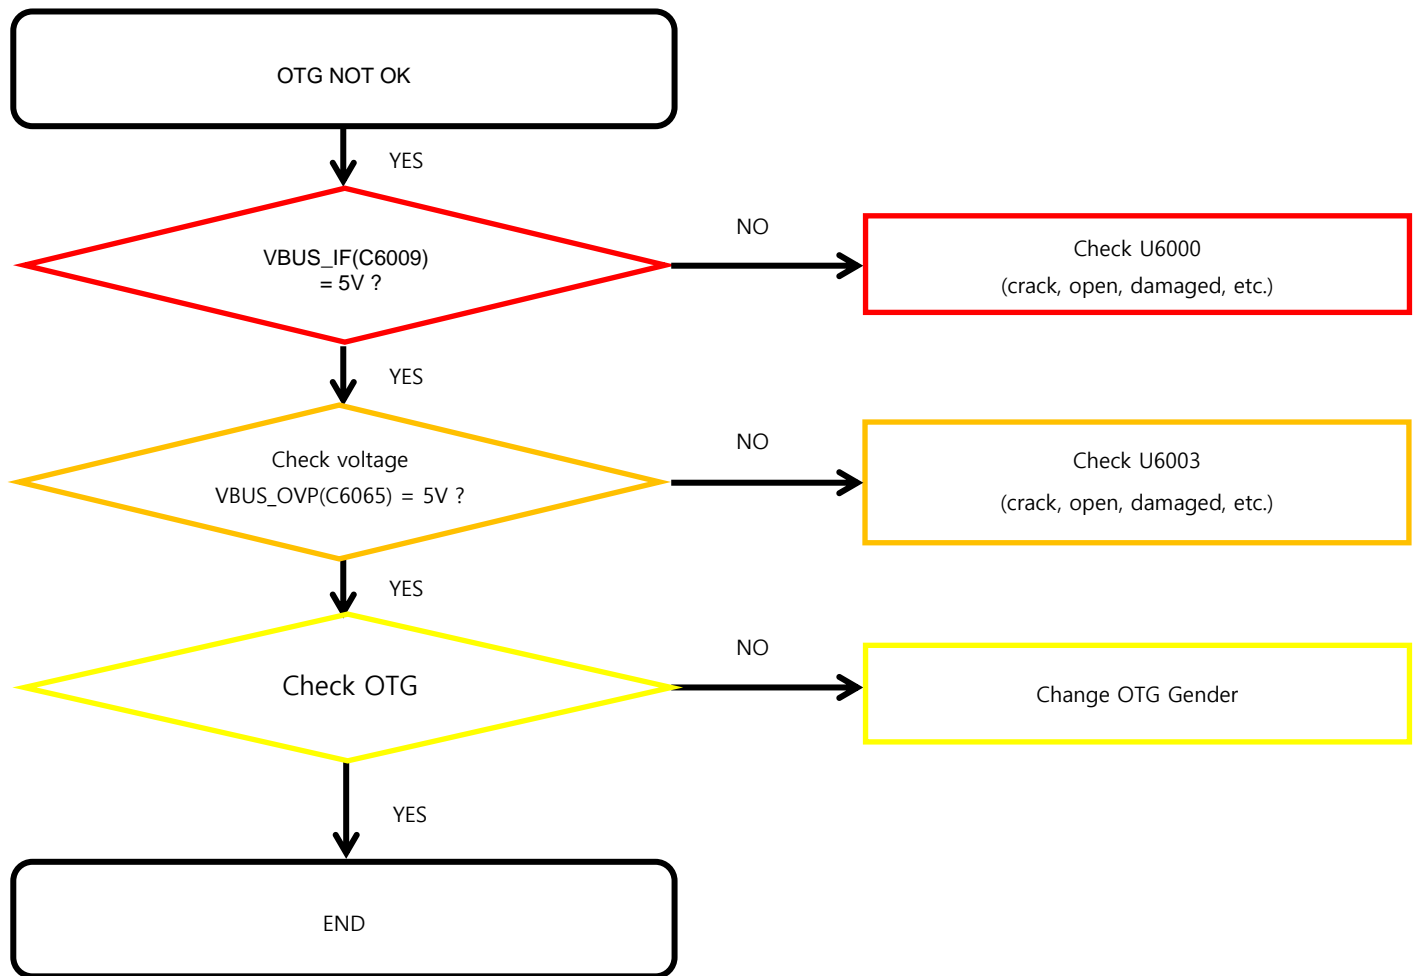 OTG NOT OK
YES
VBUS_IF(C6009)
= 5V ?
NO
Check U6000
(crack, open, damaged, etc.)
YES
Check voltage
VBUS_OVP(C6065) = 5V ?
NO
Check U6003
(crack, open, damaged, etc.)
YES
Check OTG
NO
Change OTG Gender
YES
END